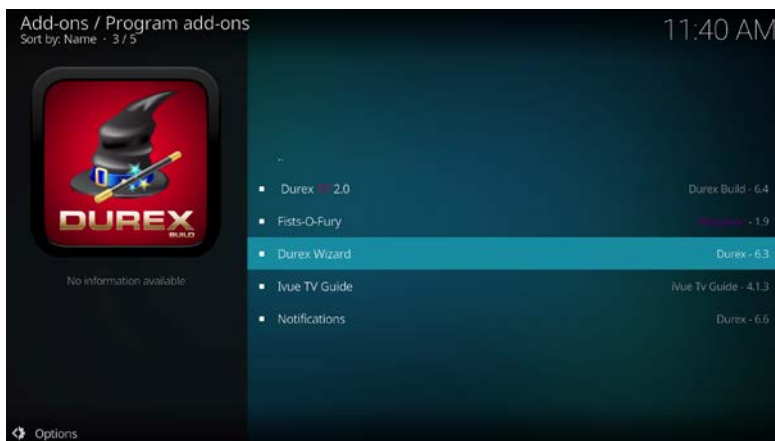 Add-ons / Program add-ons
Sort by: Name · 3 / 5
11:40 AM
DUREX
BUILD
No information available
..
Durex 2.0
Durex Build - 6.4
Fists-O-Fury
- 1.9
Durex Wizard
Durex - 6.3
Ivue TV Guide
iVue Tv Guide - 4.1.3
Notifications
Durex - 6.6
Options